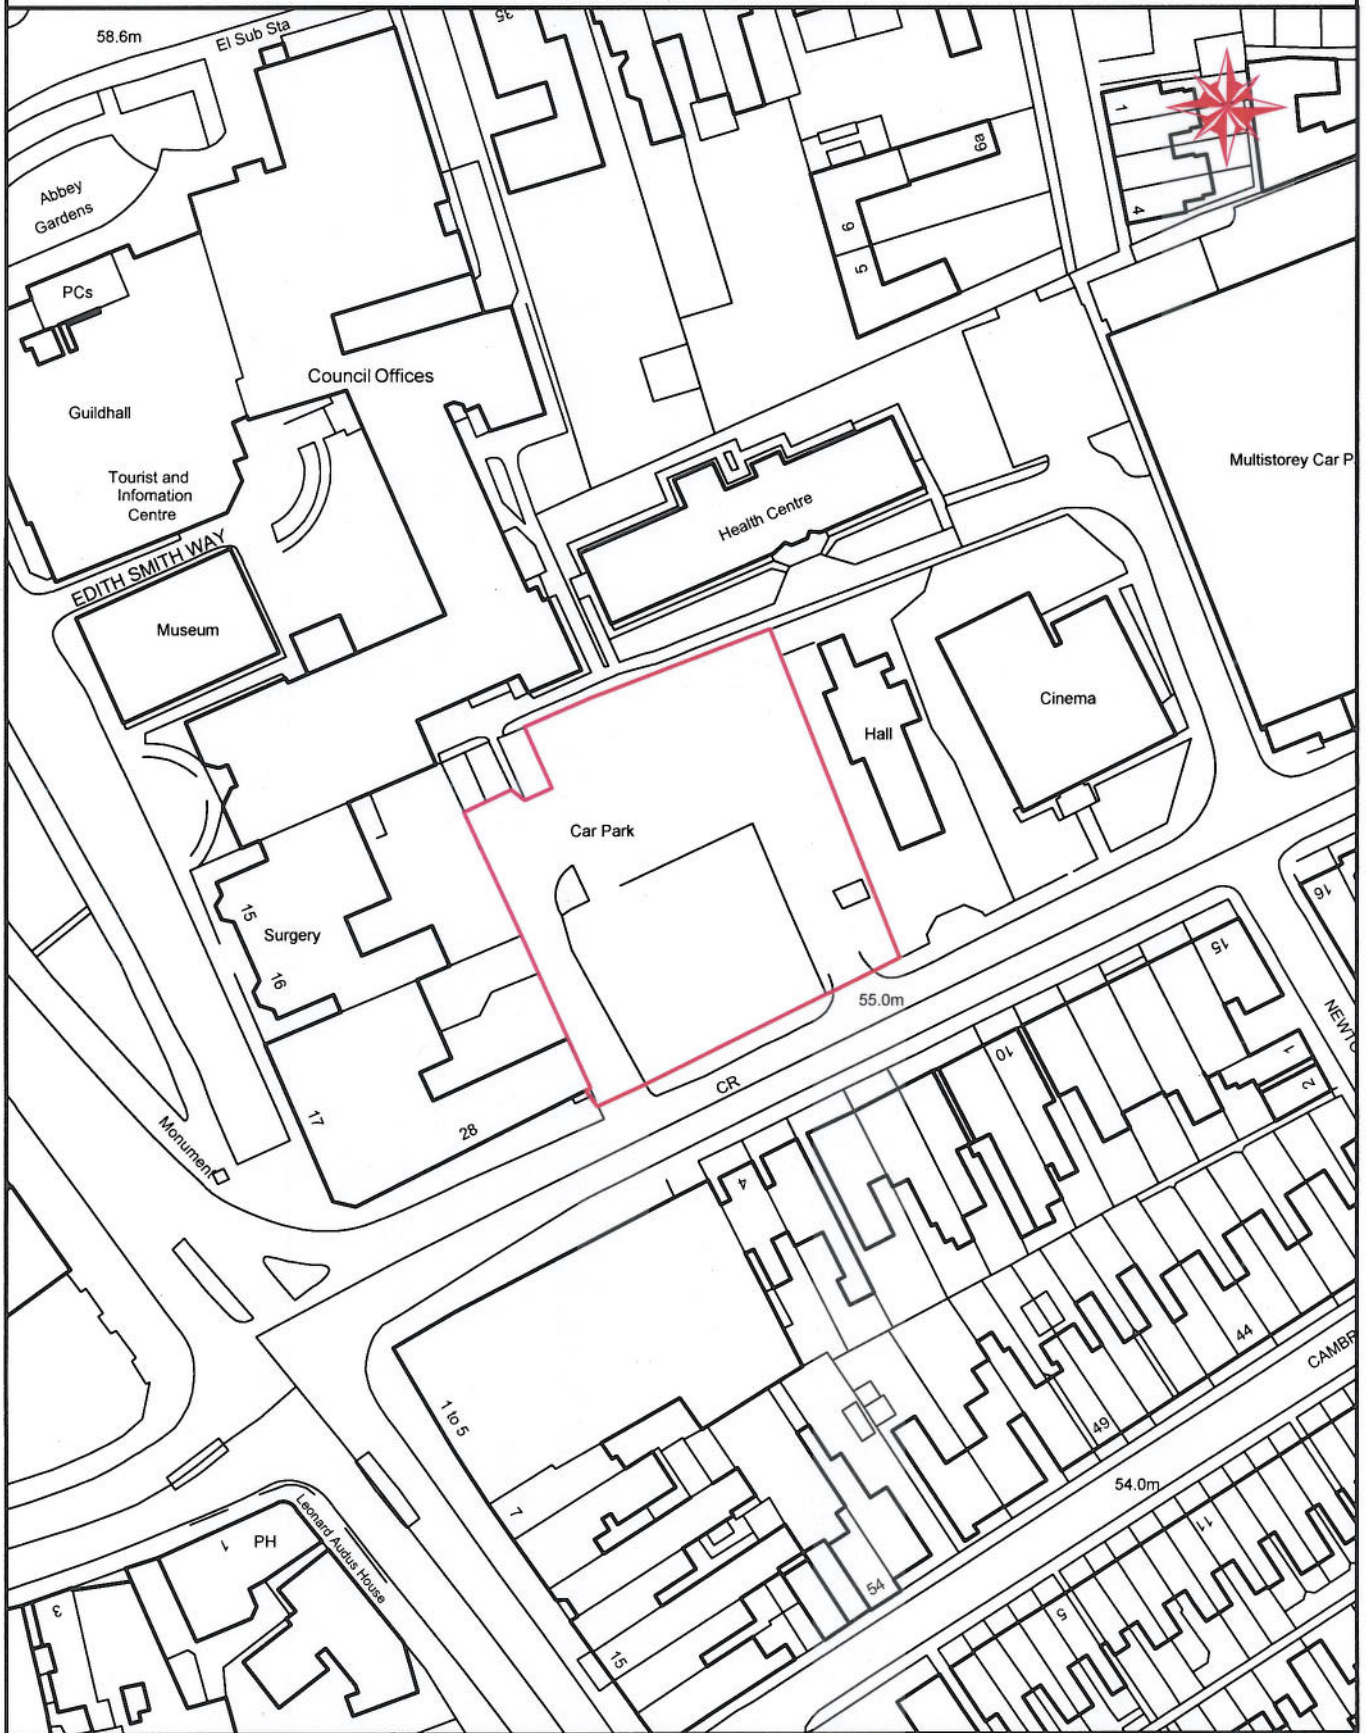 58.6m
El Sub Sta
35
Abbey
Gardens
1
4
6a
6
5
PCs
Council Offices
Guildhall
Tourist and
Infomation
Centre
Multistorey Car P
Health Centre
EDITH SMITH WAY
Museum
Cinema
Hall
Car Park
15
Surgery
16
16
15
55.0m
NEWTO
10
1
2
CR
17
28
Monument
4
44
CAMBR
1 to 5
49
54.0m
7
11
1
PH
Leonard Audus House
54
3
5
15